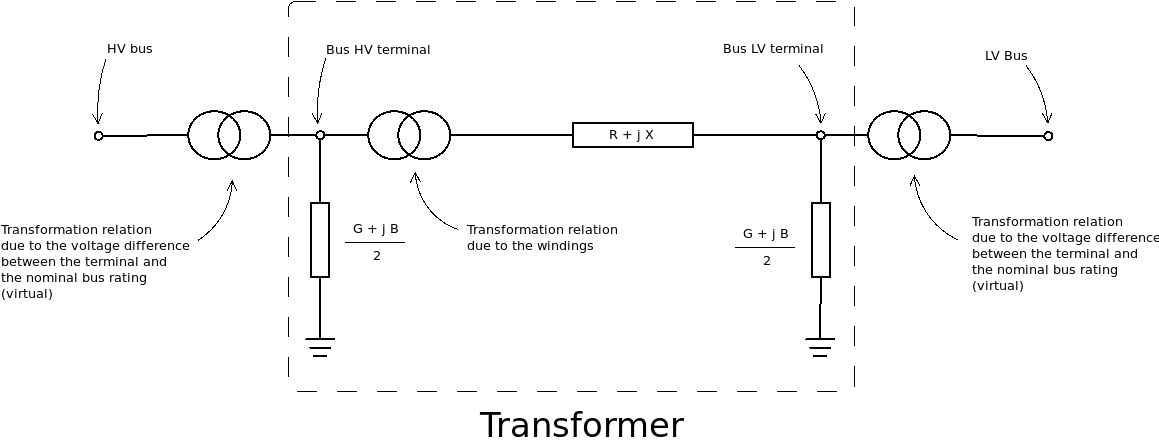 HV bus
Bus HV terminal
Bus LV terminal
LV Bus
R + j X
Transformation relation
due to the voltage difference
between the terminal and
the nominal bus rating
(virtual)
G + j B
2
Transformation relation
due to the windings
G + j B
2
Transformation relation
due to the voltage difference
between the terminal and
the nominal bus rating
(virtual)
Transformer